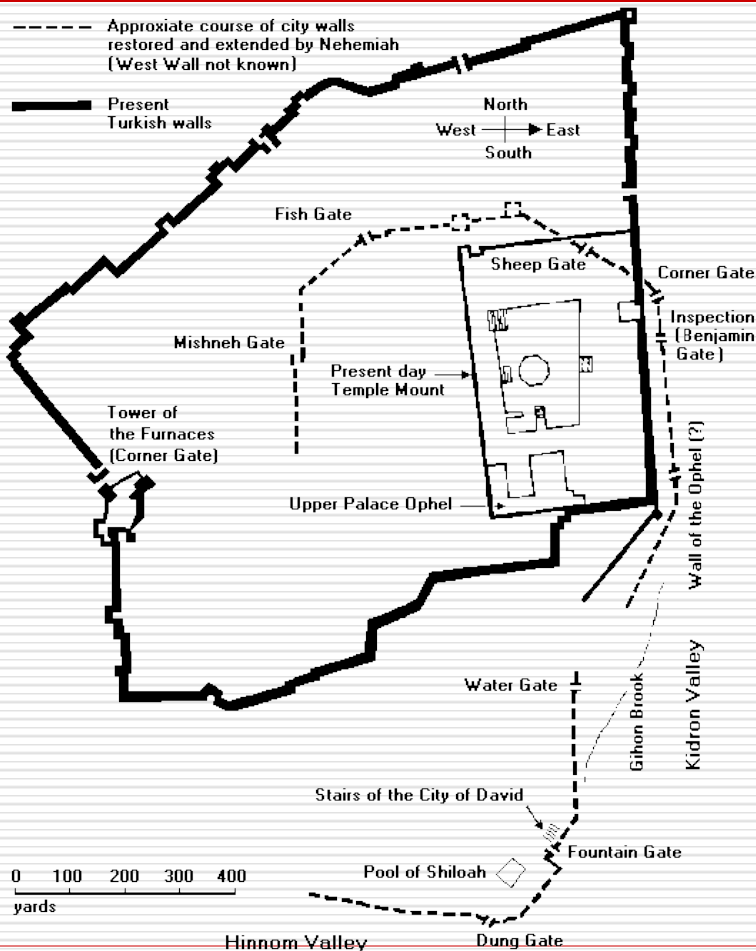 Approxiate course of city walls
restored and extended by Nehemiah
(West Wall not known)
Present
Turkish walls
North
West
East
South
Fish Gate
Sheep Gate
Corner Gate
Inspection
(Benjamin
Gate)
Mishneh Gate
Present day
Temple Mount
Tower of
the Furnaces
(Corner Gate)
Upper Palace Ophel
Wall of the Ophel (?)
Water Gate
Gihon Brook
Kidron Valley
Stairs of the City of David
Fountain Gate
Pool of Shiloah
0 100 200 300 400
yards
Hinnom Valley
Dung Gate